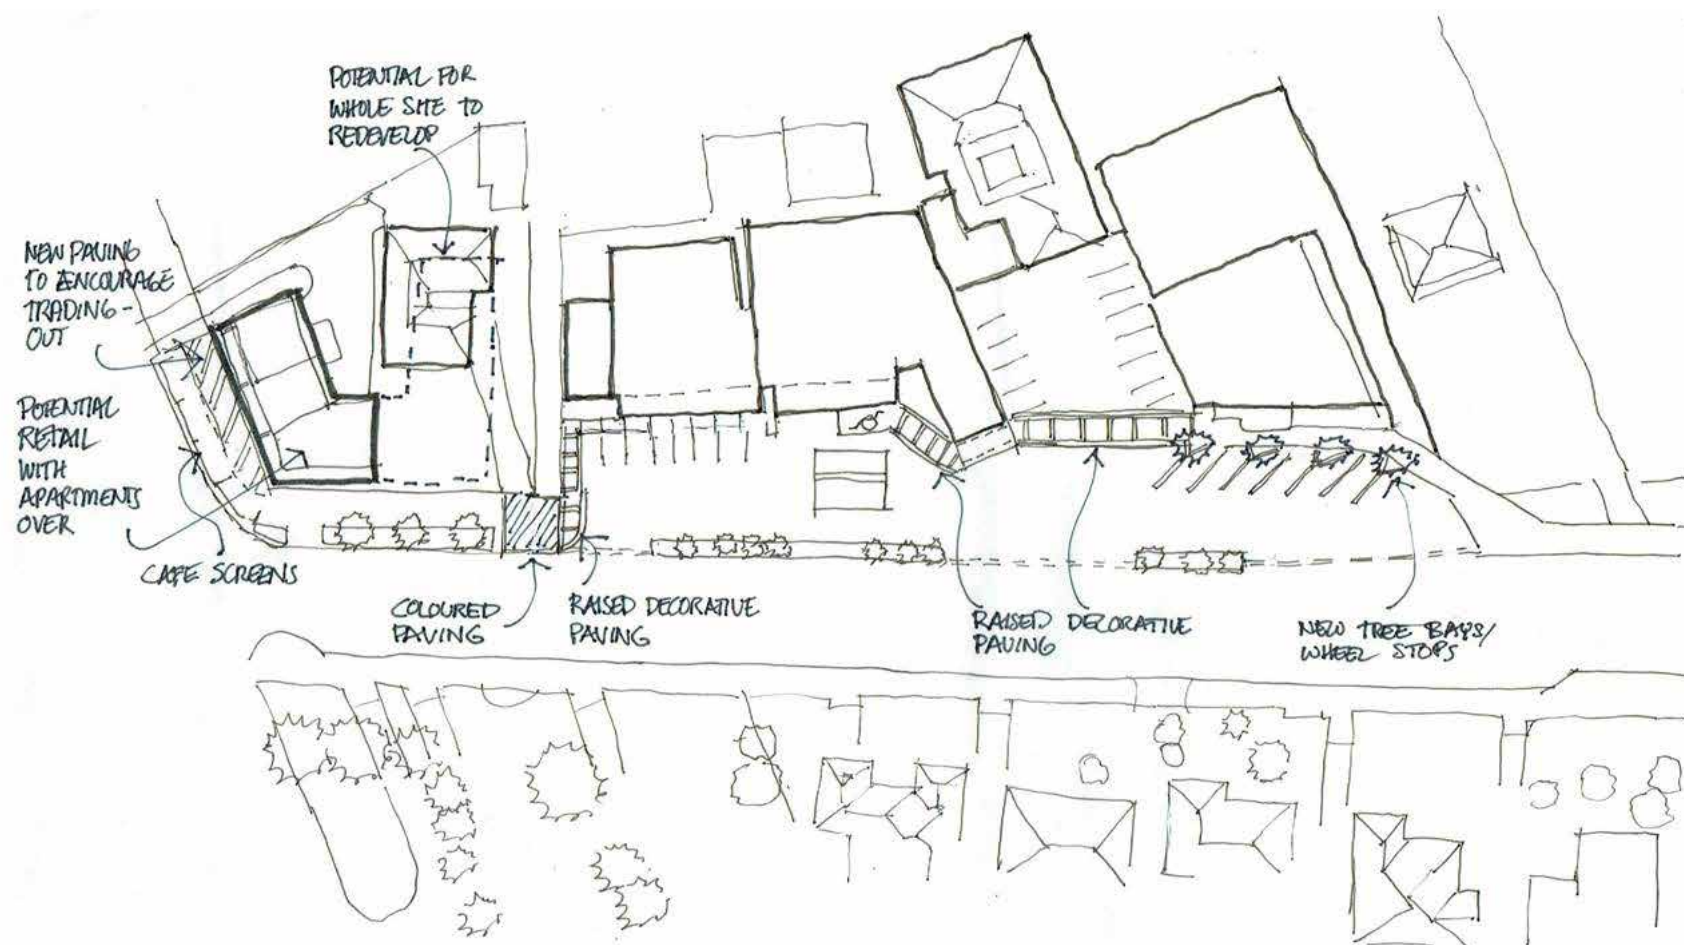 POTENTIAL FOR
WHOLE SITE TO
REDEVELOP
NEW PAVING
TO ENCOURAGE
TRADING-
OUT
POTENTIAL
RETAIL
WITH
APARTMENTS
OVER
CAFE SCREENS
COLOURED
PAVING
RAISED DECORATIVE
PAVING
RAISED DECORATIVE
PAVING
NEW TREE BAYS/
WHEEL STOPS